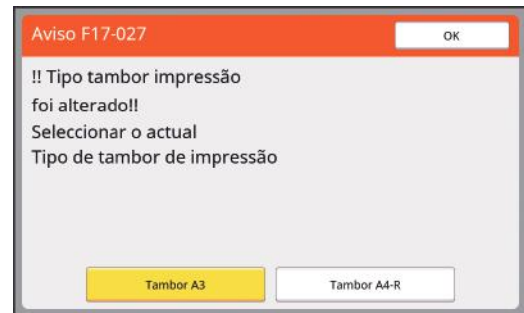 Aviso F17-027
OK
!! Tipo tambor impressão
foi alterado!!
Seleccionar o actual
Tipo de tambor de impressão
Tambor A3
Tambor A4-R